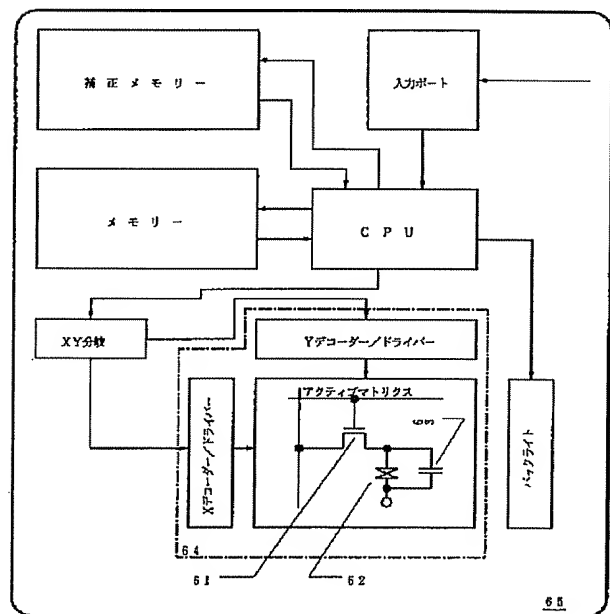 補正メモリー
入力ポート
メモリー
CPU
XY分散
Yデコーダー/ドライバー
アクティブマトリクス
Xデコーダー/ドライバー
63
バックライト
64
61
62
65